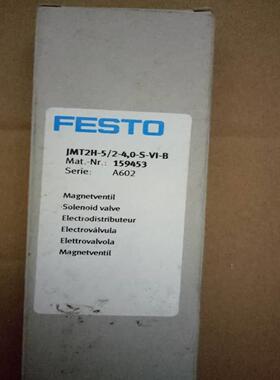 FESTO
JMT2H-5/2-4,0-S-VI-B
Mat.-Nr.: 159453
Serie: A602
Magnetventil
Solenoid valve
Electrodistributeur
Electroválvula
Elettrovalvola
Magnetventil